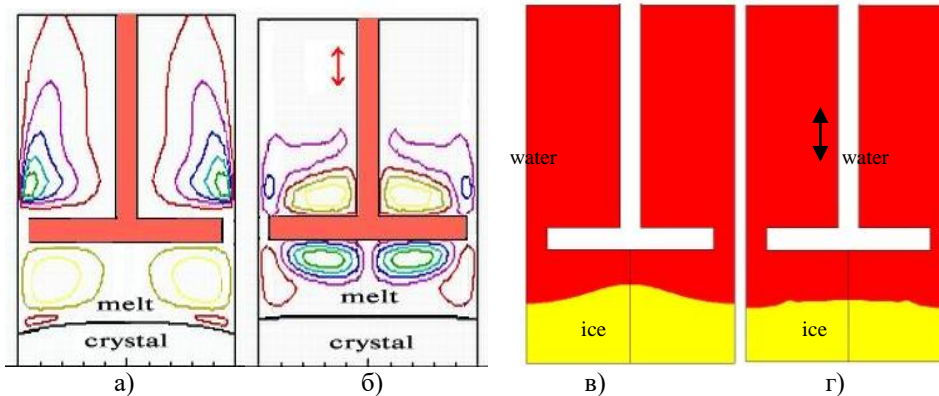 melt
crystal
а)
melt
crystal
б)
water
ice
в)
water
ice
г)